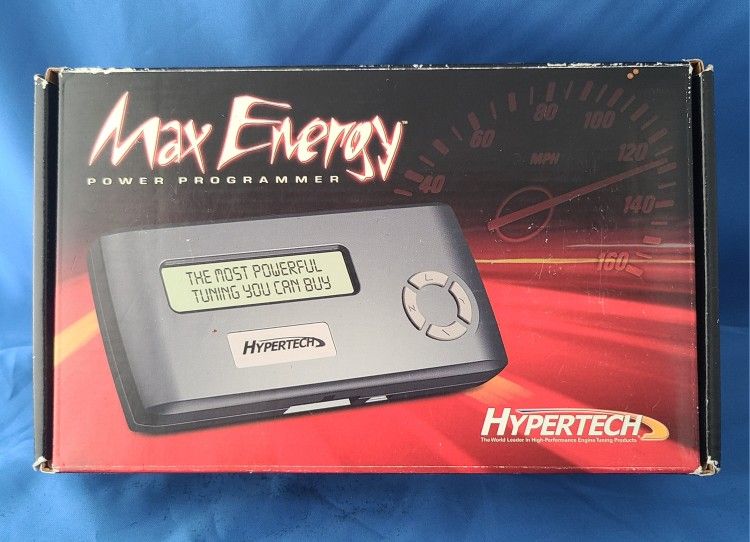 Max Energy™
POWER PROGRAMMER
40
60
80
100
120
140
160
MPH
THE MOST POWERFUL
TUNING YOU CAN BUY
Y
N
HYPERTECH
HYPERTECH
The World Leader in High-Performance Engine Tuning Products